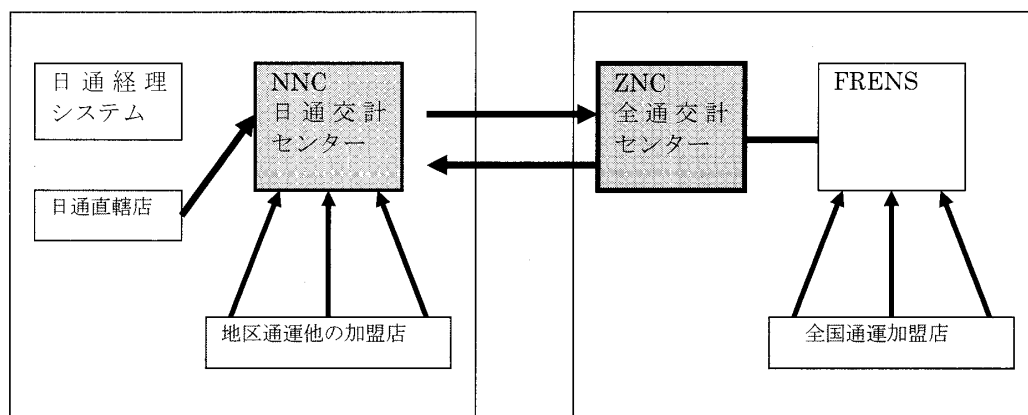 日通経理
システム
NNC
日通交計
センター
日通直轄店
地区通運他の加盟店
ZNC
全通交計
センター
FRENS
全国通運加盟店